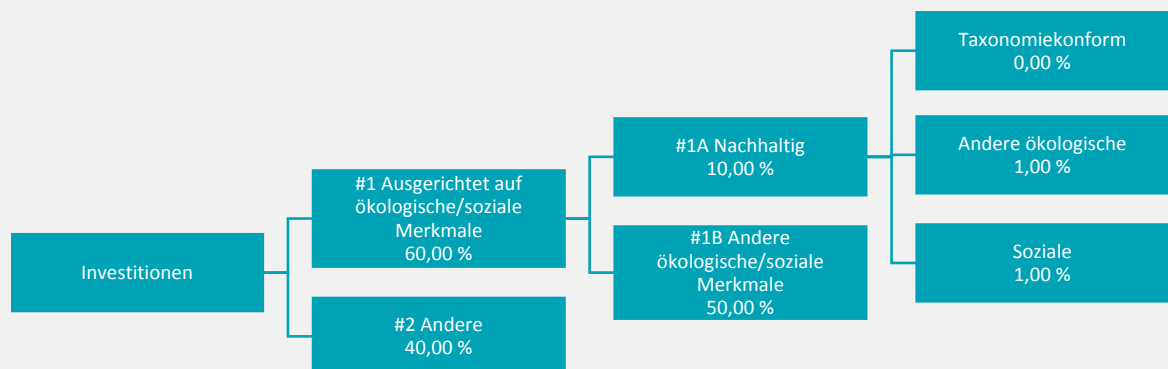 Investitionen
#1 Ausgerichtet auf
ökologische/soziale
Merkmale
60,00 %
#2 Andere
40,00 %
#1A Nachhaltig
10,00 %
#1B Andere
ökologische/soziale
Merkmale
50,00 %
Taxonomiekonform
0,00 %
Andere ökologische
1,00 %
Soziale
1,00 %